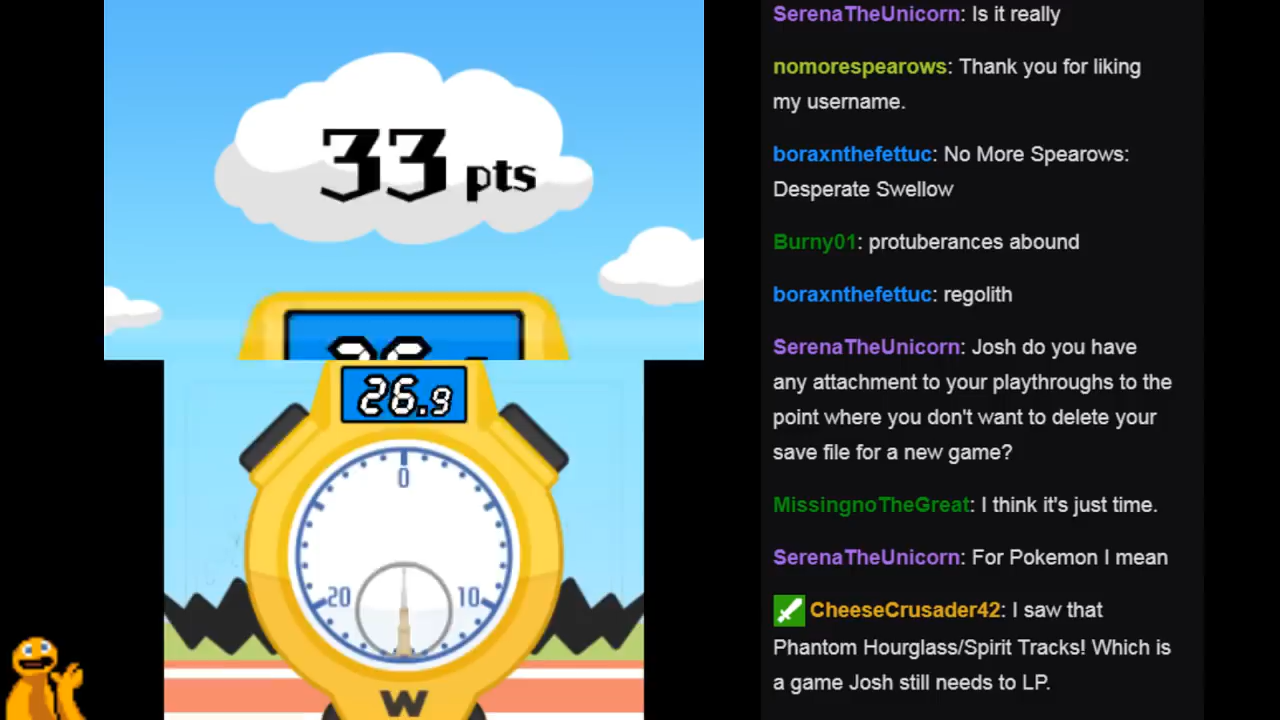 33 pts
26
26.9
0
20
10
W
SerenaTheUnicorn: Is it really
nomorespearows: Thank you for liking
my username.
boraxnthefettuc: No More Spearows:
Desperate Swellow
Burny01: protuberances abound
boraxnthefettuc: regolith
SerenaTheUnicorn: Josh do you have
any attachment to your playthroughs to the
point where you don't want to delete your
save file for a new game?
MissingnoTheGreat: I think it's just time.
SerenaTheUnicorn: For Pokemon I mean
CheeseCrusader42: I saw that
Phantom Hourglass/Spirit Tracks! Which is
a game Josh still needs to LP.